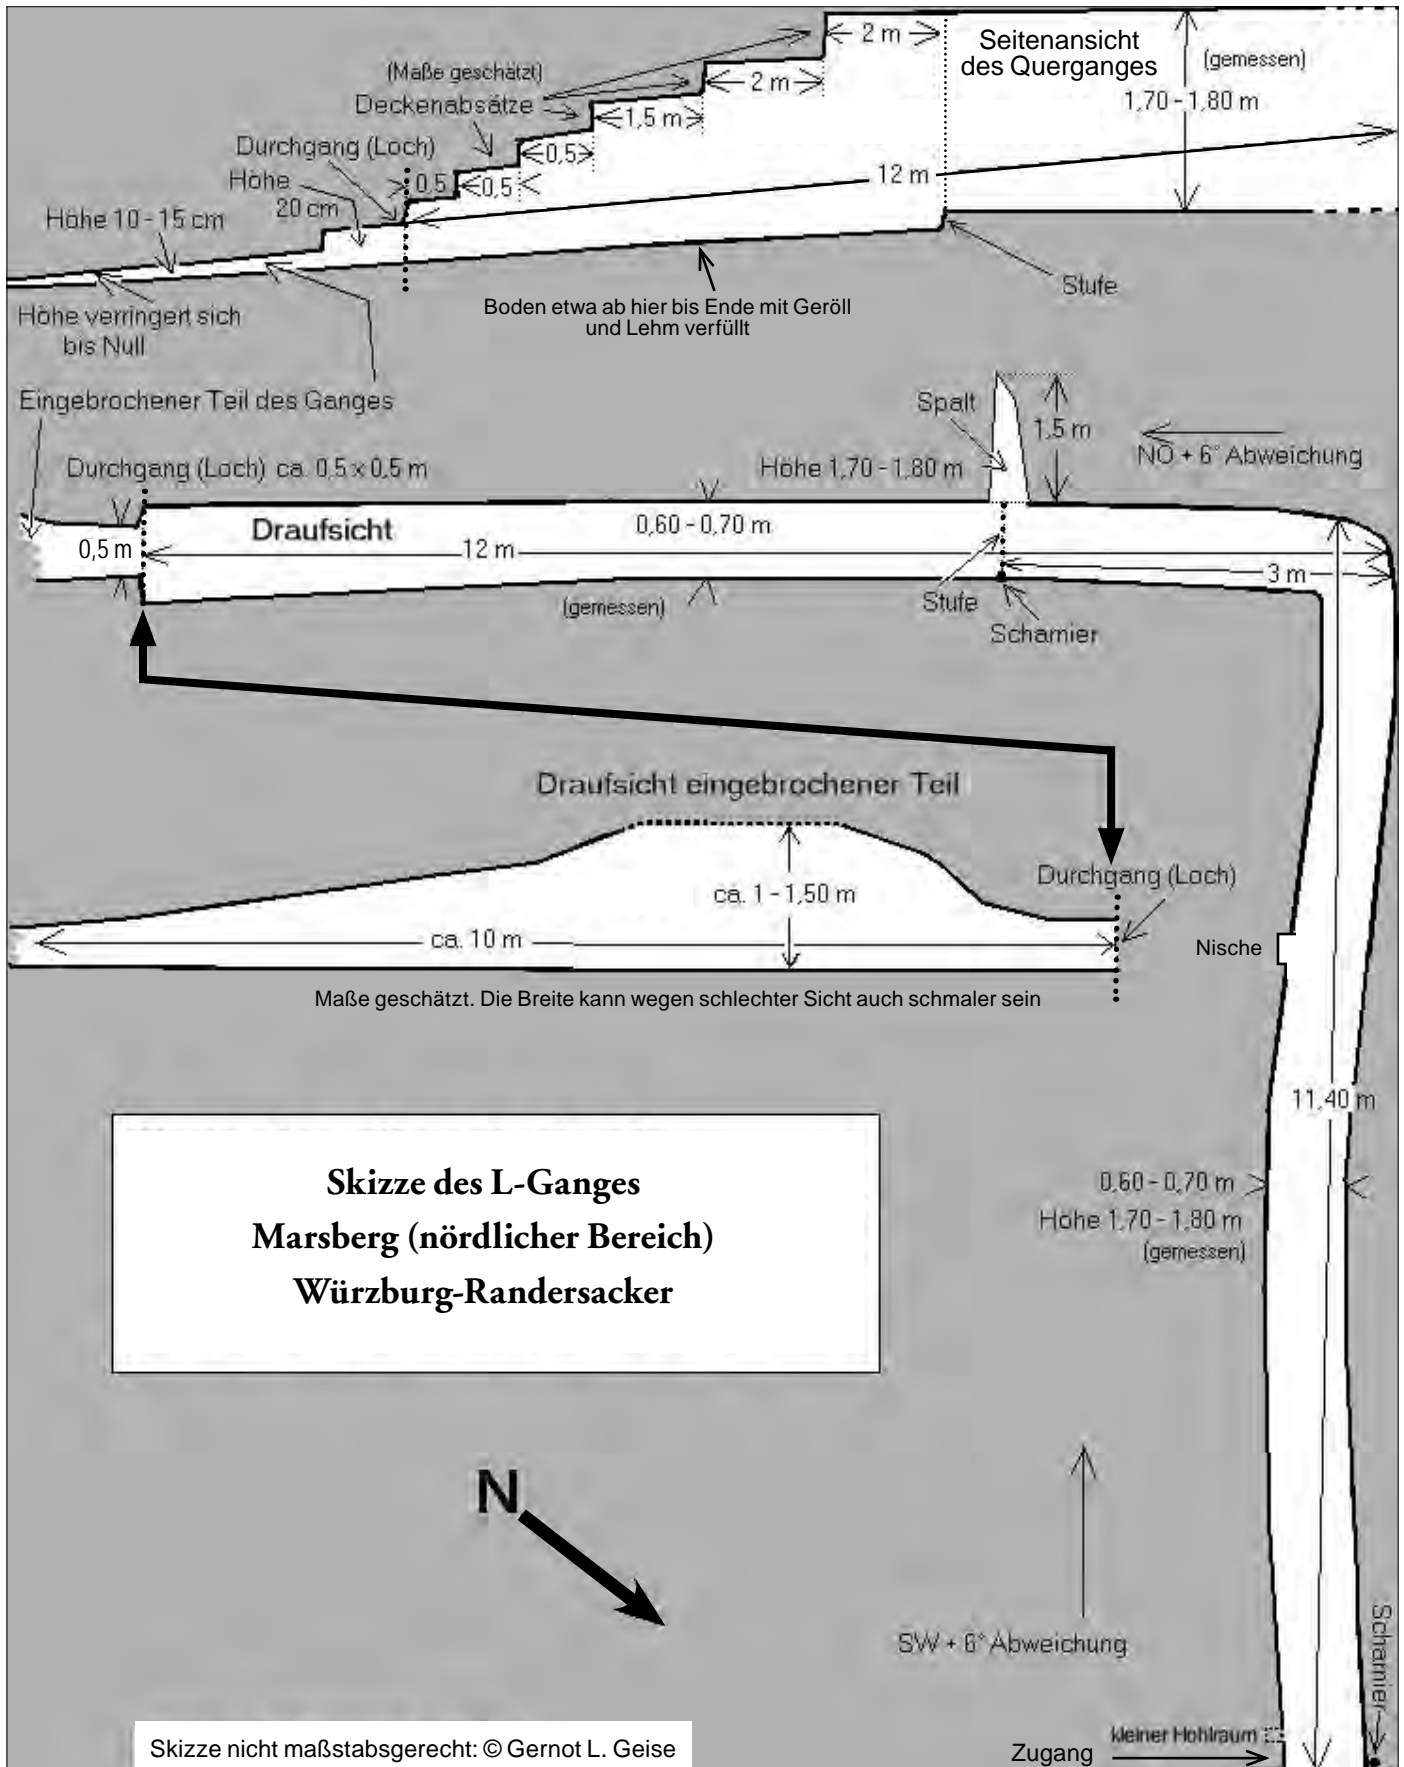 Seitenansicht
des Querganges
(gemessen)
1,70 - 1,80 m
2 m
2 m
1,5 m
0,5
0,5
0,5
(Maße geschätzt)
Deckenabsätze
Durchgang (Loch)
Höhe
20 cm
Höhe 10 - 15 cm
12 m
Stufe
Höhe verringert sich
bis Null
Boden etwa ab hier bis Ende mit Geröll
und Lehm verfüllt
Eingebrochener Teil des Ganges
Spalt
1,5 m
NO + 6° Abweichung
Durchgang (Loch) ca. 0,5 x 0,5 m
Höhe 1,70 - 1,80 m
Draufsicht
0,60 - 0,70 m
0,5 m
12 m
3 m
(gemessen)
Stufe
Scharnier
Draufsicht eingebrochener Teil
Durchgang (Loch)
ca. 1 - 1,50 m
ca. 10 m
Nische
Maße geschätzt. Die Breite kann wegen schlechter Sicht auch schmaler sein
11,40 m
Skizze des L-Ganges
Marsberg (nördlicher Bereich)
Würzburg-Randersacker
0,60 - 0,70 m
Höhe 1,70 - 1,80 m
(gemessen)
N
SW + 6° Abweichung
Scharnier
kleiner Hohlraum
Zugang
Skizze nicht maßstabsgerecht: © Gernot L. Geise